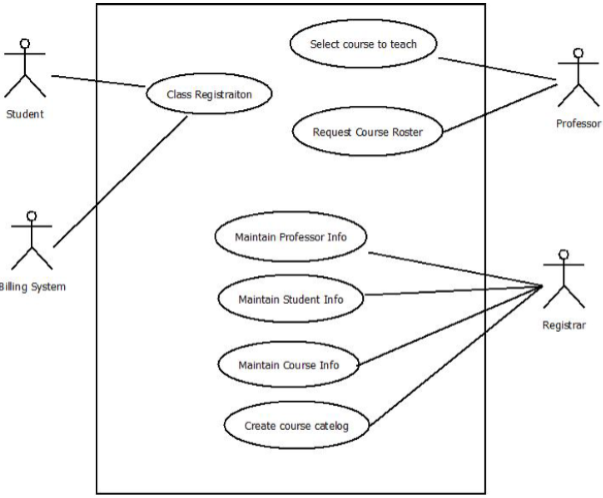 Select course to teach
Student
Class Registraiton
Request Course Roster
Professor
Maintain Professor Info
Billing System
Maintain Student Info
Registrar
Maintain Course Info
Create course catelog